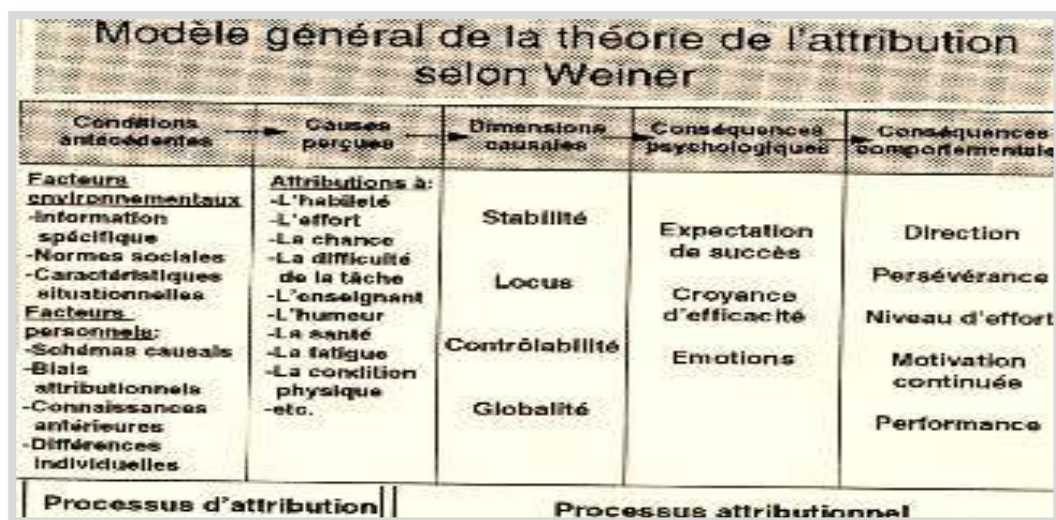 Modèle général de la théorie de l'attribution
selon Weiner
Conditions
antécédentes
Causes
perçues
Dimensions
causales
Conséquences
psychologiques
Conséquences
comportementale
Facteurs
environnementaux
-Information
spécifique
-Normes sociales
-Caractéristiques
situationnelles
Facteurs
personnels:
-Schémas causals
-Biais
attributionnels
-Connaissances
antérieures
-Différences
individuelles
Attributions à:
-L'habileté
-L'effort
-La chance
-La difficulté
de la tâche
-L'enseignant
-L'humeur
-La santé
-La fatigue
-La condition
physique
-etc.
Stabilité
Locus
Contrôlabilité
Globalité
Expectation
de succès
Croyance
d'efficacité
Emotions
Direction
Persévérance
Niveau d'effort
Motivation
continuée
Performance
Processus d'attribution
Processus attributionnel